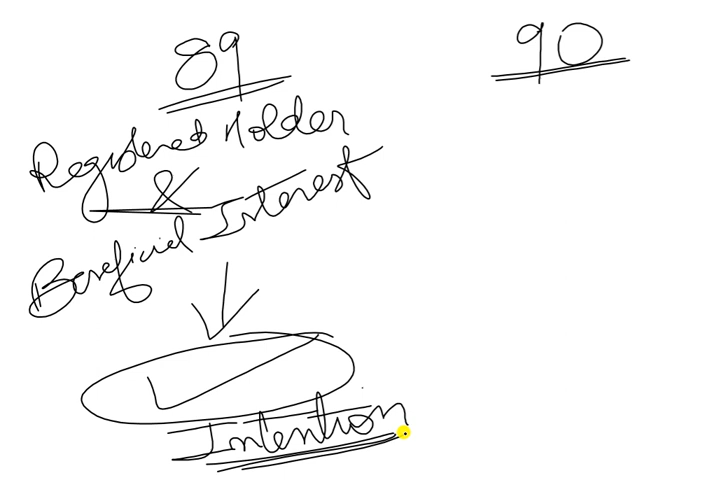 89
90
Registered Holder
&
Beneficial Interest
Intention